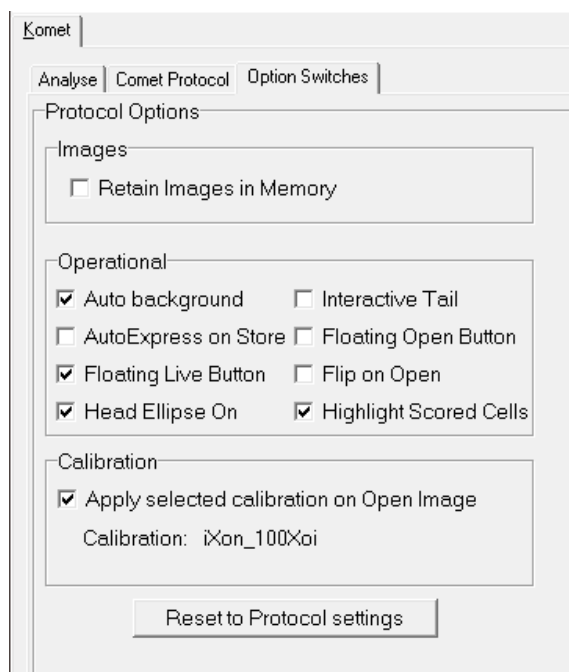 Komet
Analyse Comet Protocol Option Switches
Protocol Options
Images
Retain Images in Memory
Operational
Auto background Interactive Tail
AutoExpress on Store Floating Open Button
Floating Live Button Flip on Open
Head Ellipse On Highlight Scored Cells
Calibration
Apply selected calibration on Open Image
Calibration: iXon_100Xoi
Reset to Protocol settings